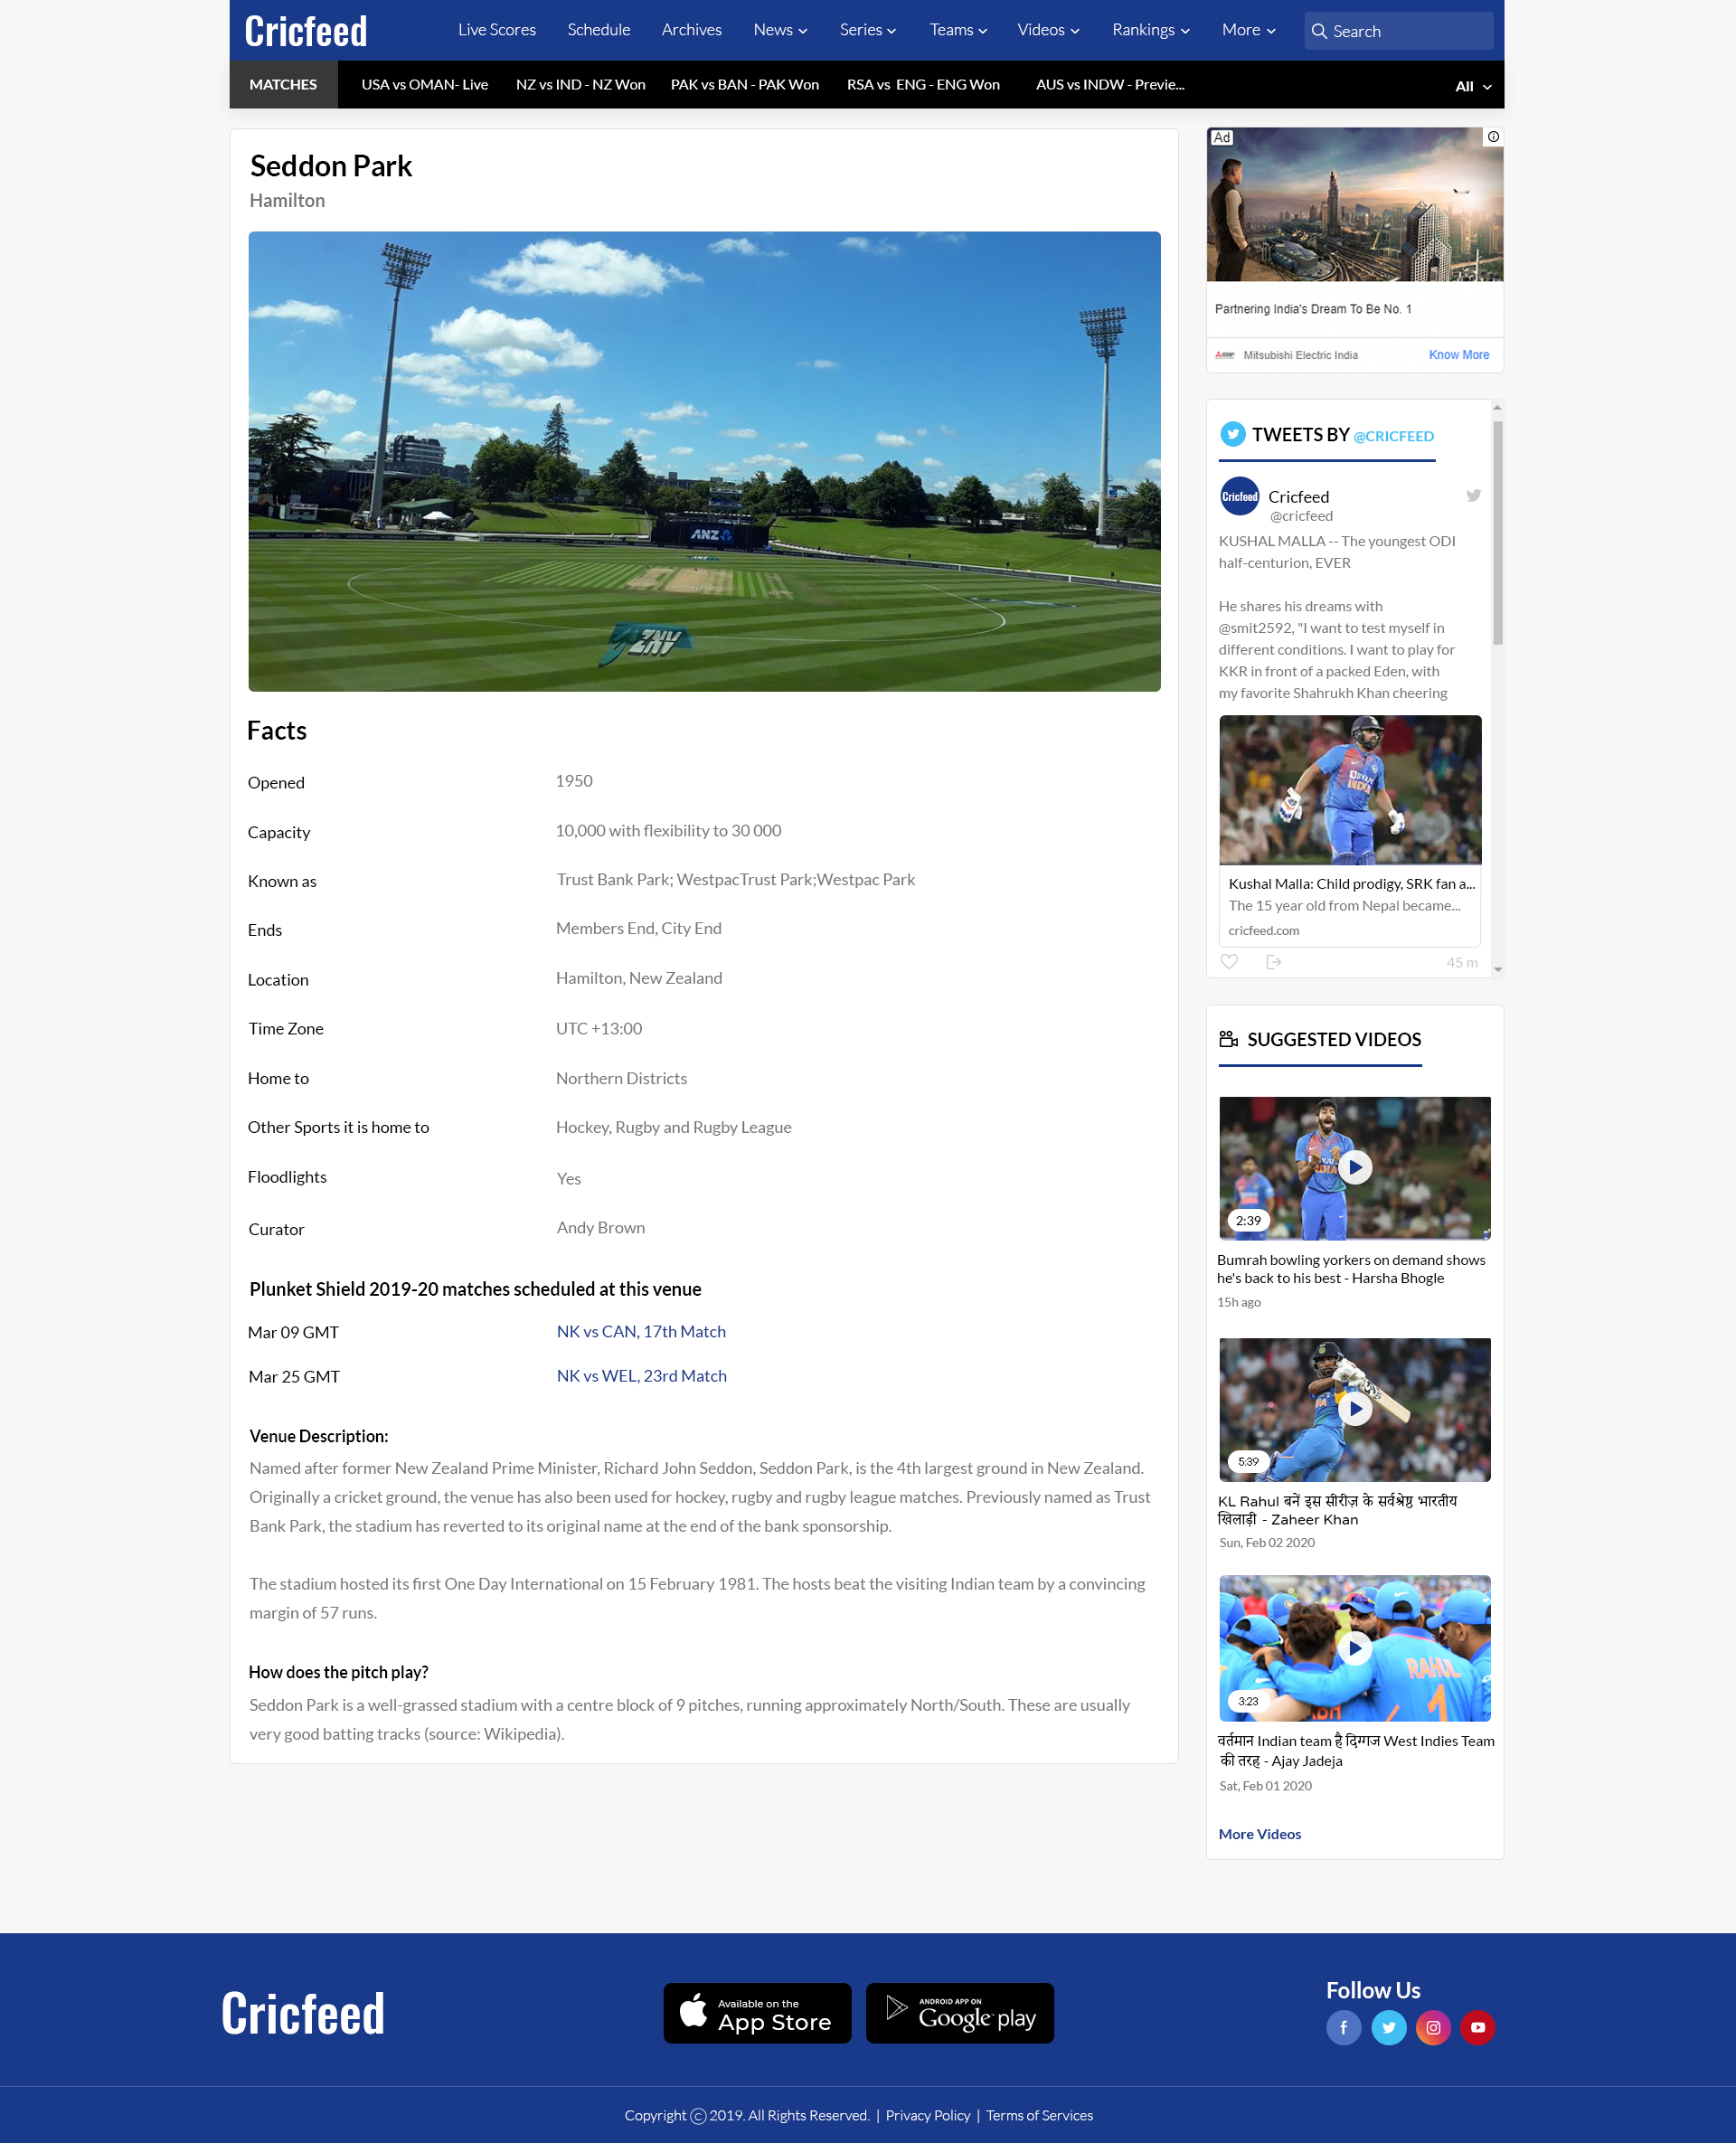 Cricfeed
Live Scores Schedule Archives News Series Teams Videos Rankings More Search
MATCHES USA vs OMAN- Live NZ vs IND - NZ Won PAK vs BAN - PAK Won RSA vs ENG - ENG Won AUS vs INDW - Previe... All
Seddon Park
Hamilton
ANZ
ANZ
ANZ
Facts
Opened 1950
Capacity 10,000 with flexibility to 30 000
Known as Trust Bank Park; WestpacTrust Park;Westpac Park
Ends Members End, City End
Location Hamilton, New Zealand
Time Zone UTC +13:00
Home to Northern Districts
Other Sports it is home to Hockey, Rugby and Rugby League
Floodlights Yes
Curator Andy Brown
Plunket Shield 2019-20 matches scheduled at this venue
Mar 09 GMT NK vs CAN, 17th Match
Mar 25 GMT NK vs WEL, 23rd Match
Venue Description:
Named after former New Zealand Prime Minister, Richard John Seddon, Seddon Park, is the 4th largest ground in New Zealand.
Originally a cricket ground, the venue has also been used for hockey, rugby and rugby league matches. Previously named as Trust
Bank Park, the stadium has reverted to its original name at the end of the bank sponsorship.
The stadium hosted its first One Day International on 15 February 1981. The hosts beat the visiting Indian team by a convincing
margin of 57 runs.
How does the pitch play?
Seddon Park is a well-grassed stadium with a centre block of 9 pitches, running approximately North/South. These are usually
very good batting tracks (source: Wikipedia).
Ad
Partnering India's Dream To Be No. 1
Mitsubishi Electric India Know More
TWEETS BY @CRICFEED
Cricfeed
Cricfeed
@cricfeed
KUSHAL MALLA -- The youngest ODI
half-centurion, EVER
He shares his dreams with
@smit2592, "I want to test myself in
different conditions. I want to play for
KKR in front of a packed Eden, with
my favorite Shahrukh Khan cheering
INDIA
Kushal Malla: Child prodigy, SRK fan a...
The 15 year old from Nepal became...
cricfeed.com
45 m
SUGGESTED VIDEOS
INDIA
2:39
Bumrah bowling yorkers on demand shows
he's back to his best - Harsha Bhogle
15h ago
5:39
KL Rahul बनें इस सीरीज़ के सर्वश्रेष्ठ भारतीय
खिलाड़ी - Zaheer Khan
Sun, Feb 02 2020
RAHUL
1
3:23
वर्तमान Indian team है दिग्गज West Indies Team
की तरह - Ajay Jadeja
Sat, Feb 01 2020
More Videos
Cricfeed
Available on the
App Store
ANDROID APP ON
Google play
Follow Us
Copyright © 2019. All Rights Reserved. | Privacy Policy | Terms of Services